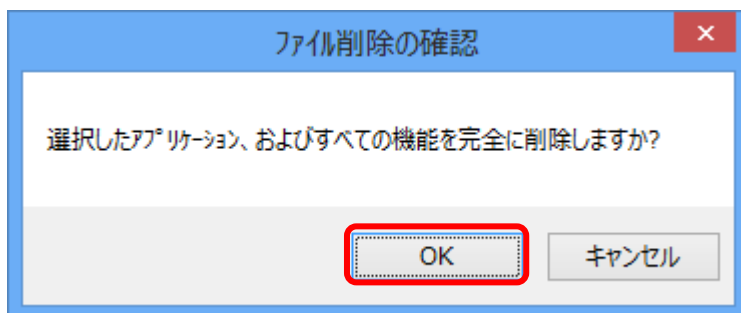 ﾌｧｲﾙ削除の確認
選択したｱﾌﾟﾘｹｰｼｮﾝ、およびすべての機能を完全に削除しますか?
OK
キャンセル